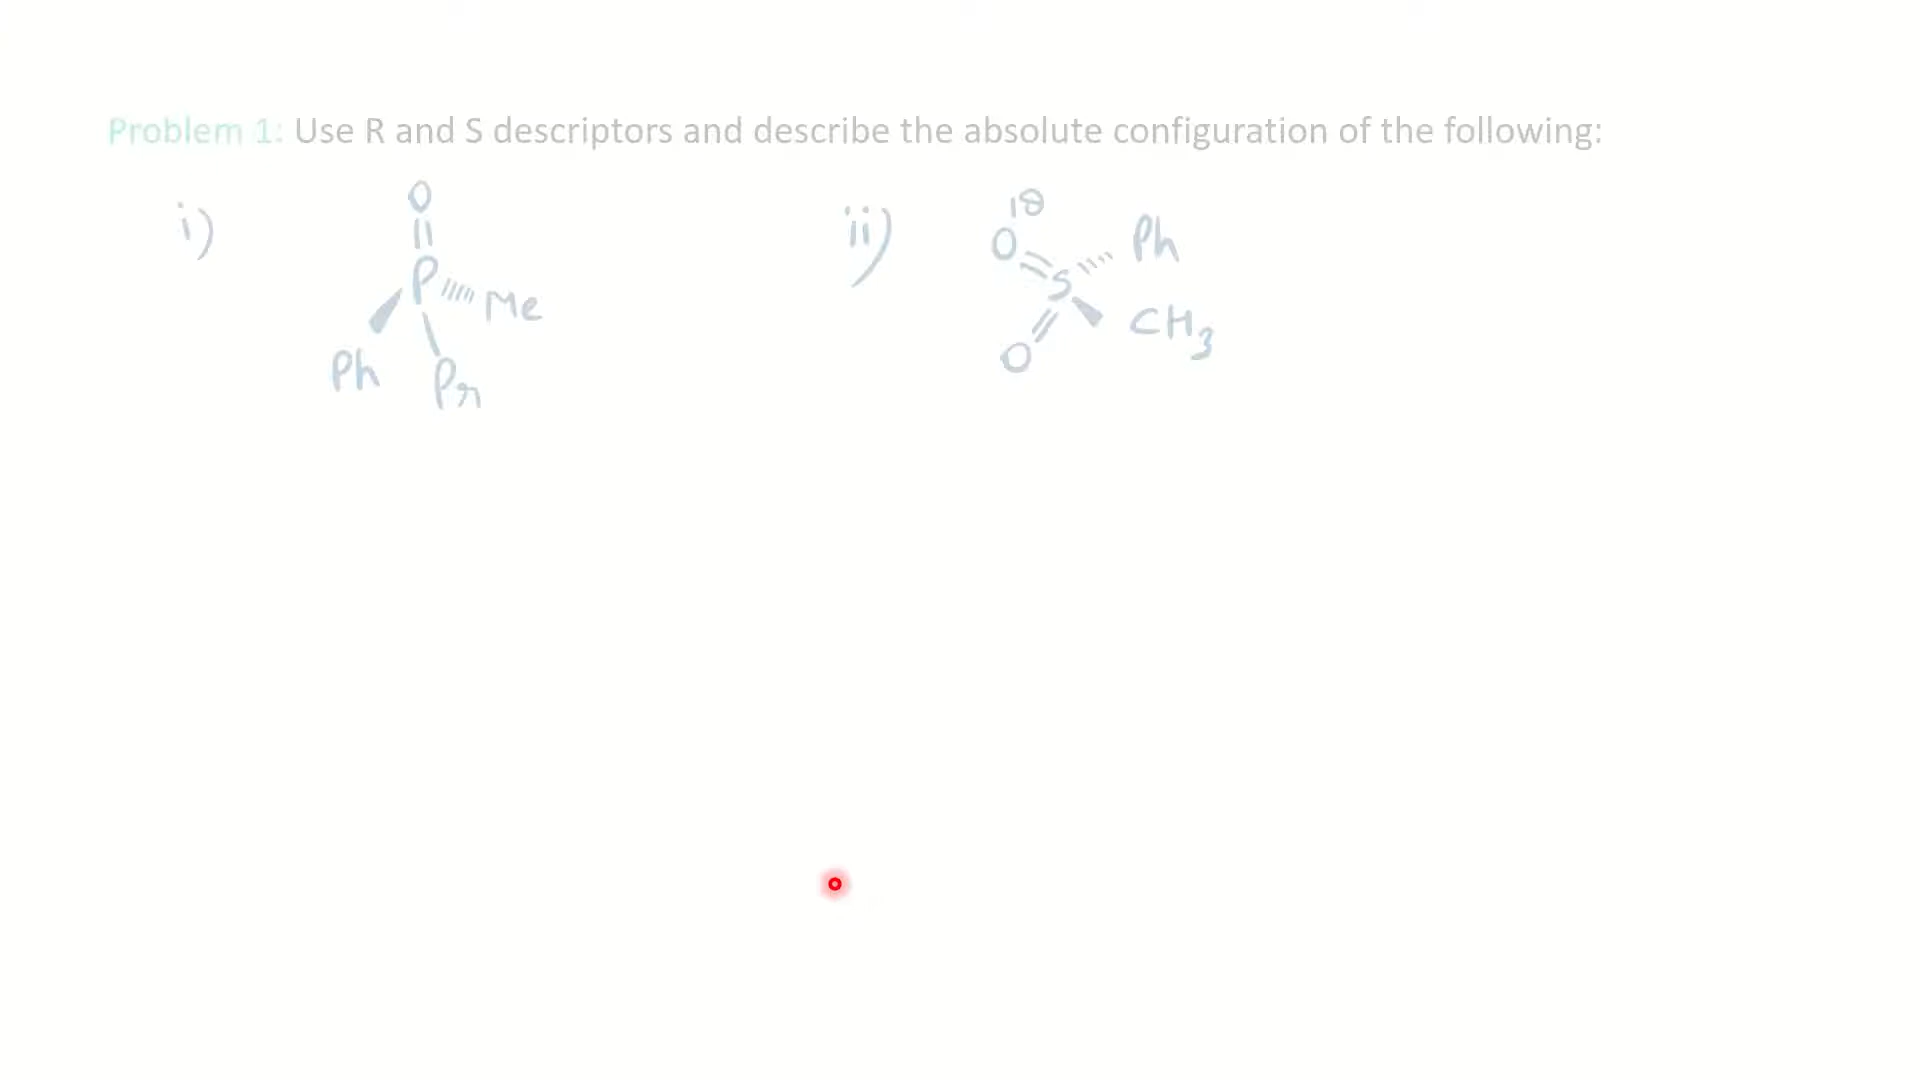 Problem 1: Use R and S descriptors and describe the absolute configuration of the following:
i)
O
P
Me
Ph
Pr
ii)
18
O
Ph
S
CH3
O